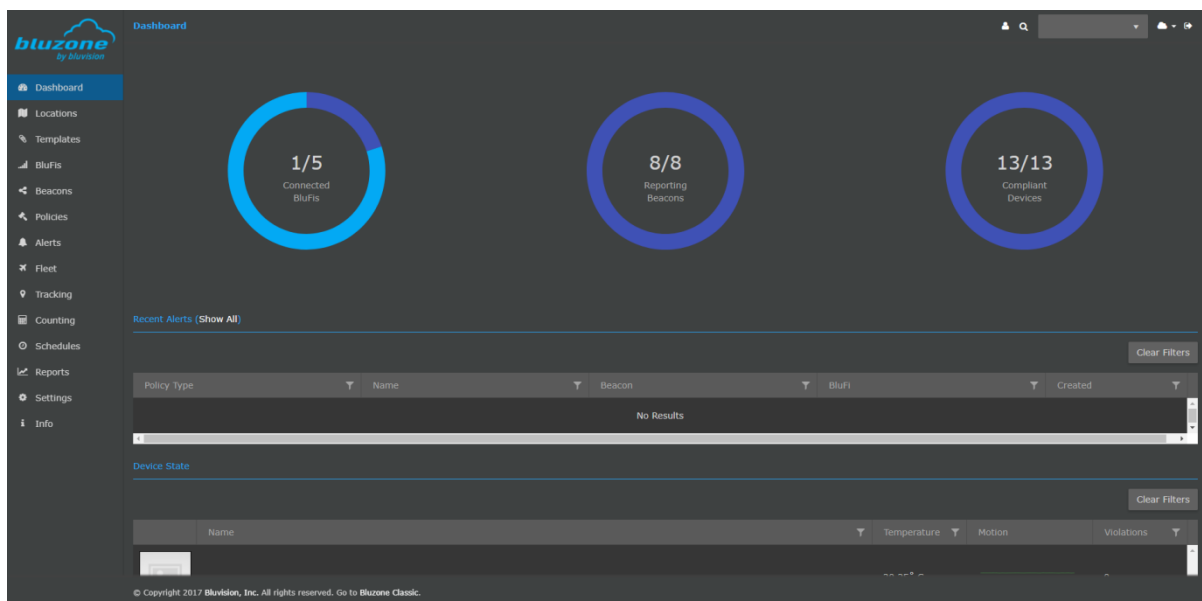 bluzone
by bluvision
Dashboard
Dashboard
Locations
Templates
BluFis
Beacons
Policies
Alerts
Fleet
Tracking
Counting
Schedules
Reports
Settings
Info
1/5
Connected
BluFis
8/8
Reporting
Beacons
13/13
Compliant
Devices
Recent Alerts (Show All)
Clear Filters
Policy Type Name Beacon BluFi Created
No Results
Device State
Clear Filters
Name Temperature Motion Violations
© Copyright 2017 Bluvision, Inc. All rights reserved. Go to Bluzone Classic.